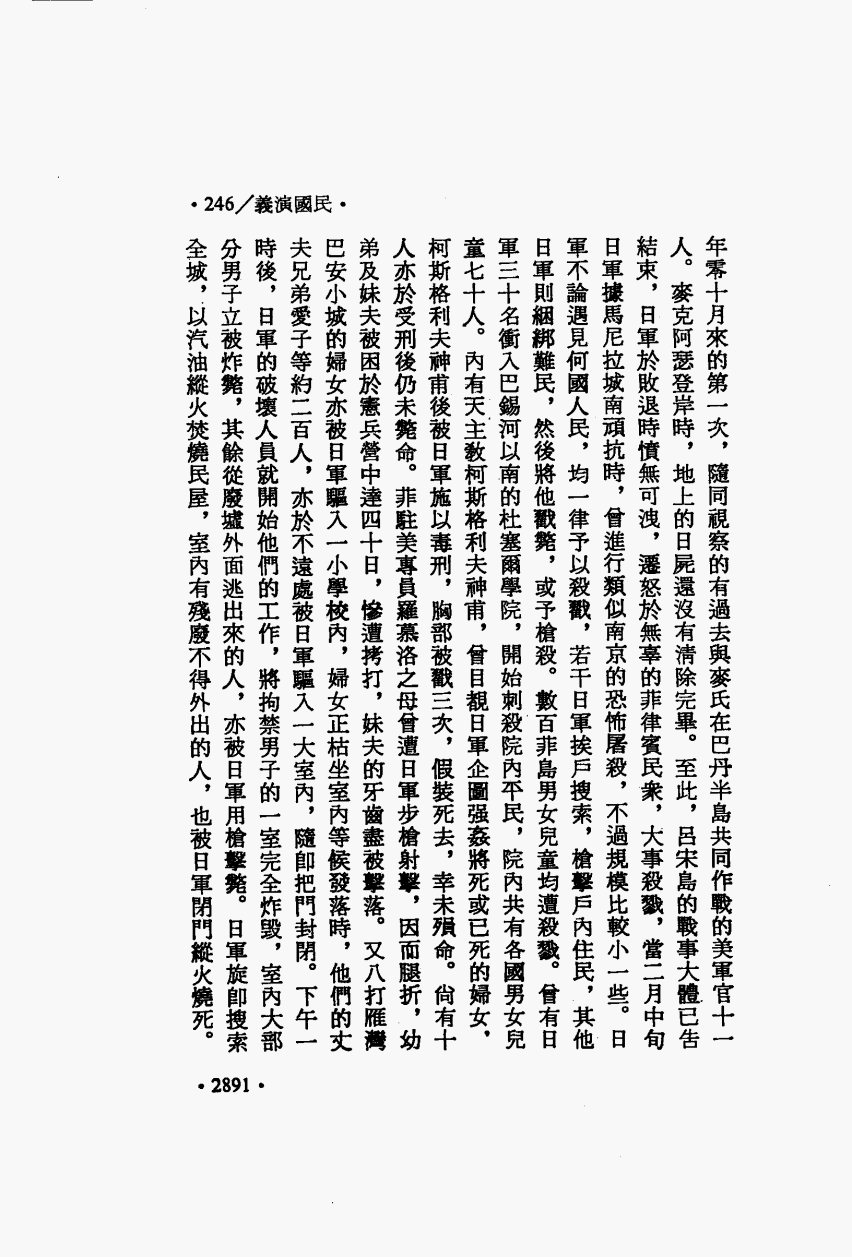 •246／義演國民•
年零十月來的第一次，隨同視察的有過去與麥氏在巴丹半島共同作戰的美軍官十一
人。麥克阿瑟登岸時，地上的日屍還沒有清除完畢。至此，呂宋島的戰事大體已告
結束，日軍於敗退時憤無可洩，遷怒於無辜的菲律賓民衆，大事殺戮，當二月中旬
日軍據馬尼拉城南頑抗時，曾進行類似南京的恐怖屠殺，不過規模比較小一些。日
軍不論遇見何國人民，均一律予以殺戳，若干日軍挨戶搜索，槍擊戶內住民，其他
日軍則綑綁難民，然後將他戳斃，或予槍殺。數百菲島男女兒童均遭殺戮。曾有日
軍三十名衝入巴錫河以南的杜塞爾學院，開始刺殺院內平民，院內共有各國男女兒
童七十人。內有天主教柯斯格利夫神甫，曾目覩日軍企圖强姦將死或已死的婦女，
柯斯格利夫神甫後被日軍施以毒刑，胸部被戳三次，假裝死去，幸未殞命。尙有十
人亦於受刑後仍未斃命。菲駐美專員羅慕洛之母曾遭日軍步槍射擊，因而腿折，幼
弟及妹夫被困於憲兵營中達四十日，慘遭拷打，妹夫的牙齒盡被擊落。又八打雁灣
巴安小城的婦女亦被日軍驅入一小學校內，婦女正枯坐室內等候發落時，他們的丈
夫兄弟愛子等約二百人，亦於不遠處被日軍驅入一大室內，隨卽把門封閉。下午一
時後，日軍的破壞人員就開始他們的工作，將拘禁男子的一室完全炸毀，室內大部
分男子立被炸斃，其餘從廢墟外面逃出來的人，亦被日軍用槍擊斃。日軍旋卽搜索
全城，以汽油縱火焚燒民屋，室內有殘廢不得外出的人，也被日軍閉門縱火燒死。
•2891•